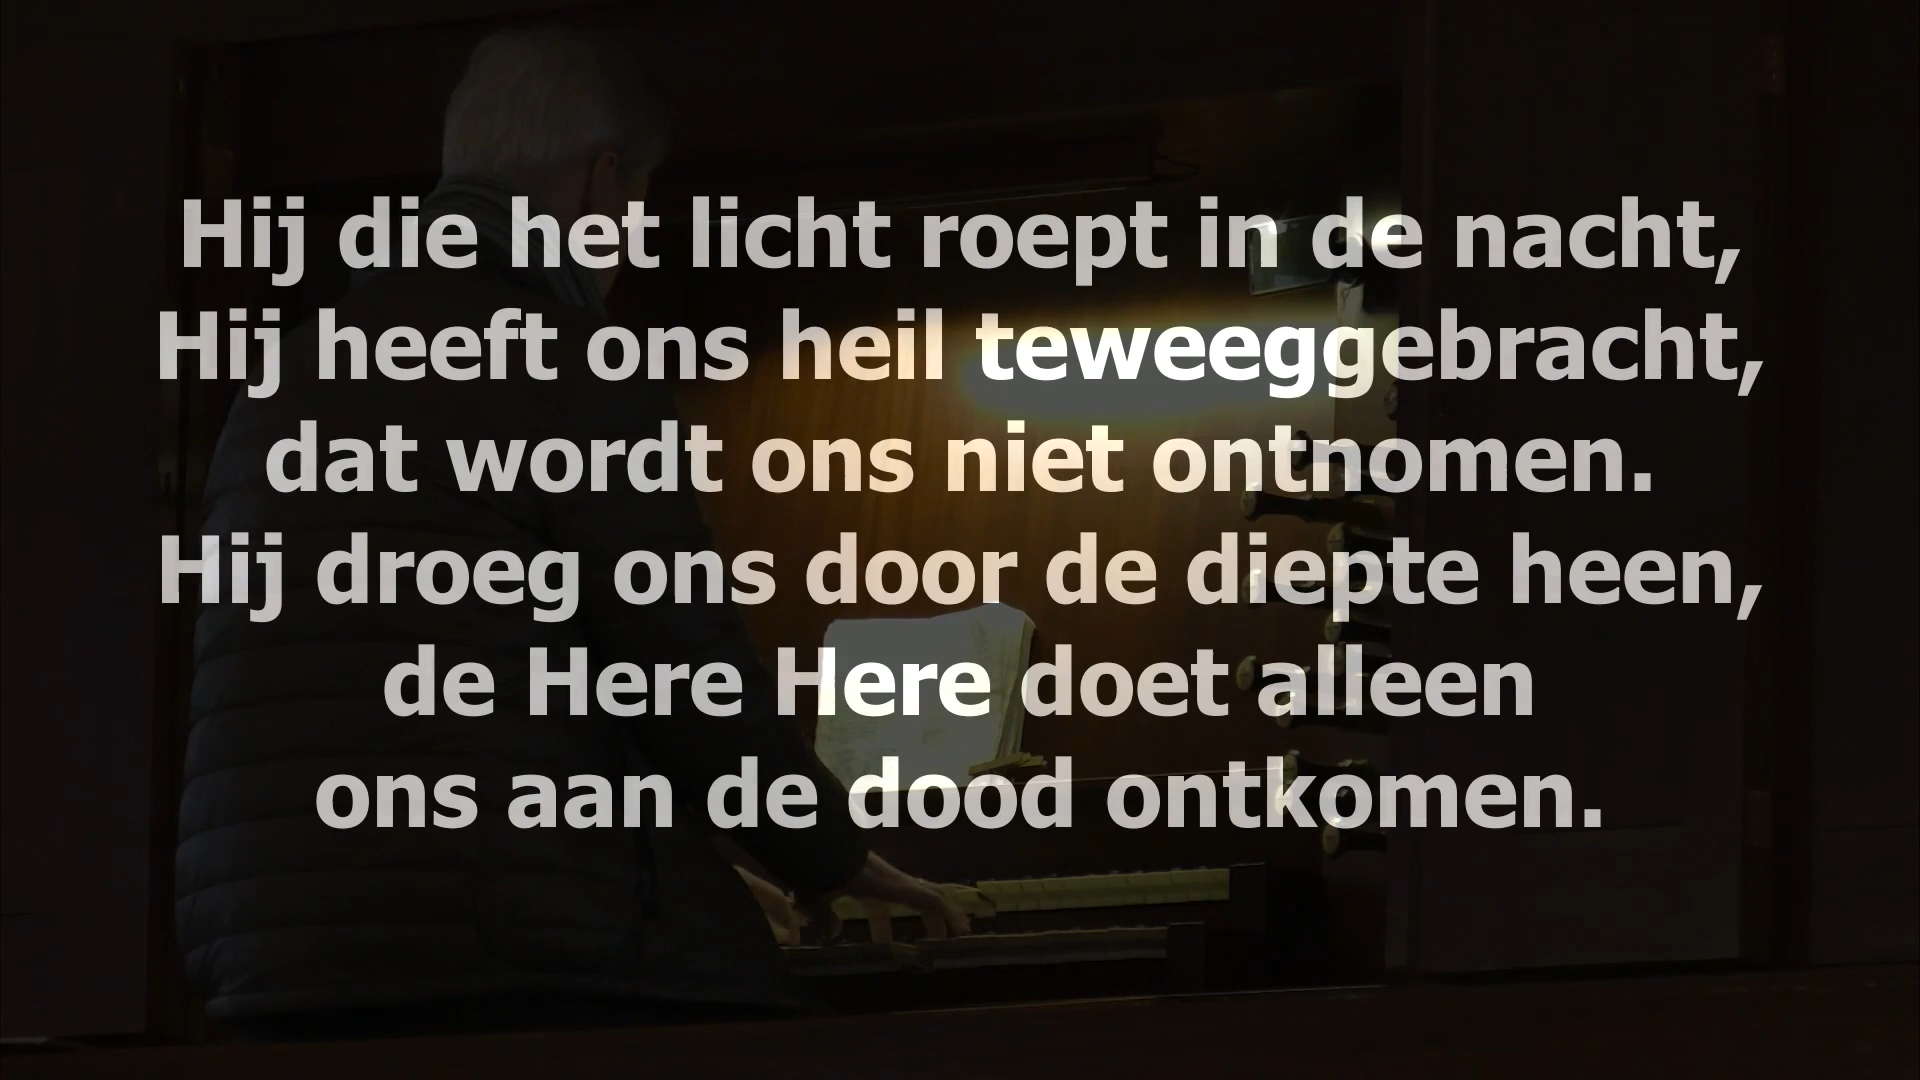 Hij die het licht roept in de nacht,
Hij heeft ons heil teweeggebracht,
dat wordt ons niet ontnomen.
Hij droeg ons door de diepte heen,
de Here Here doet alleen
ons aan de dood ontkomen.